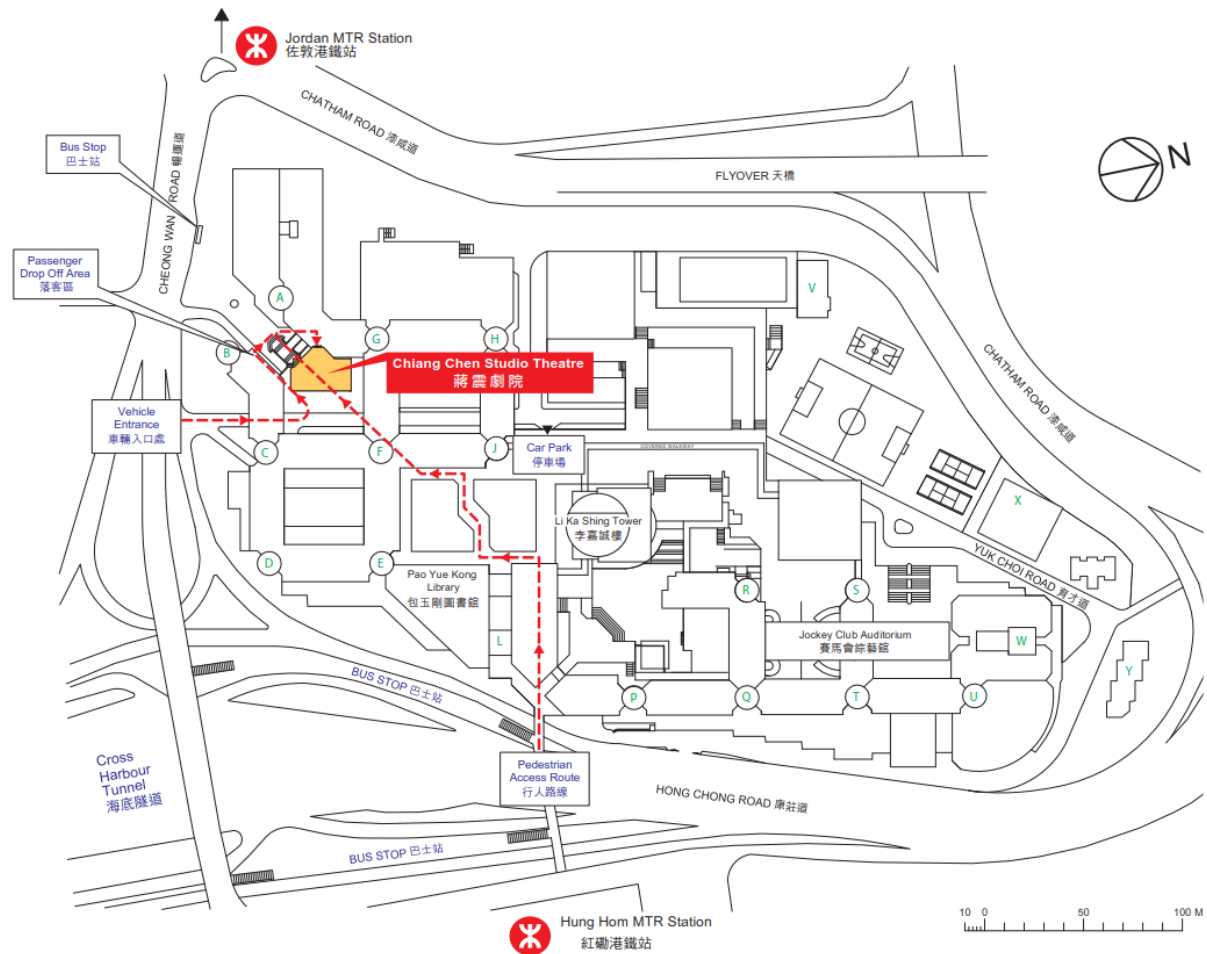 Jordan MTR Station
佐敦港鐵站
CHATHAM ROAD 漆咸道
Bus Stop
巴士站
CHEONG WAN ROAD 暢運道
FLYOVER 天橋
N
Passenger
Drop Off Area
落客區
A
B
G
H
V
Chiang Chen Studio Theatre
蔣震劇院
CHATHAM ROAD 漆咸道
Vehicle
Entrance
車輛入口處
C
F
J
Car Park
停車場
COVERED WALKWAY
X
Li Ka Shing Tower
李嘉誠樓
YUK CHOI ROAD 育才道
D
E
Pao Yue Kong
Library
包玉剛圖書館
R
S
L
Jockey Club Auditorium
賽馬會綜藝館
W
Y
BUS STOP 巴士站
P
Q
T
U
Cross
Harbour
Tunnel
海底隧道
Pedestrian
Access Route
行人路線
HONG CHONG ROAD 康莊道
BUS STOP 巴士站
Hung Hom MTR Station
紅磡港鐵站
10 0 50 100 M